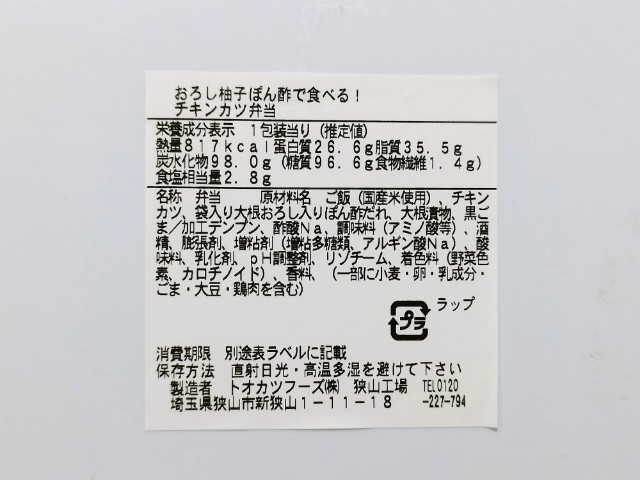 おろし柚子ぽん酢で食べる！
チキンカツ弁当
栄養成分表示　１包装当り（推定値）
熱量８１７ｋｃａｌ蛋白質２６．６ｇ脂質３５．５ｇ
炭水化物９８．０ｇ（糖質９６．６ｇ食物繊維１．４ｇ）
食塩相当量２．８ｇ
名称　弁当　　原材料名　ご飯（国産米使用）、チキン
カツ、袋入り大根おろし入りぽん酢だれ、大根漬物、黒ご
ま／加工デンプン、酢酸Ｎａ、調味料（アミノ酸等）、酒
精、膨張剤、増粘剤（増粘多糖類、アルギン酸Ｎａ）、酸
味料、乳化剤、ｐＨ調整剤、リゾチーム、着色料（野菜色
素、カロチノイド）、香料、（一部に小麦・卵・乳成分・
ごま・大豆・鶏肉を含む）
プラ ラップ
消費期限　別途表ラベルに記載
保存方法　直射日光・高温多湿を避けて下さい
製造者　トオカツフーズ㈱　狭山工場　TEL0120
埼玉県狭山市新狭山１－１１－１８　-227-794